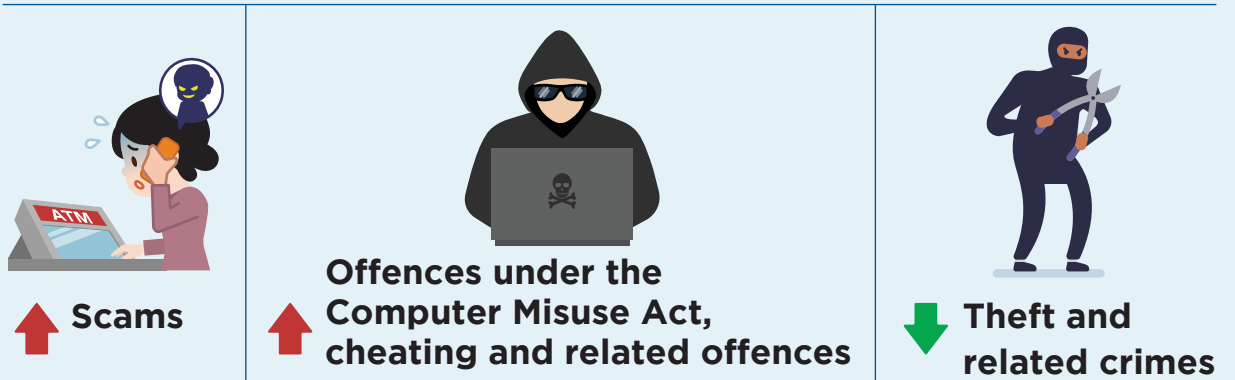 ATM
Scams
Offences under the
Computer Misuse Act,
cheating and related offences
Theft and
related crimes